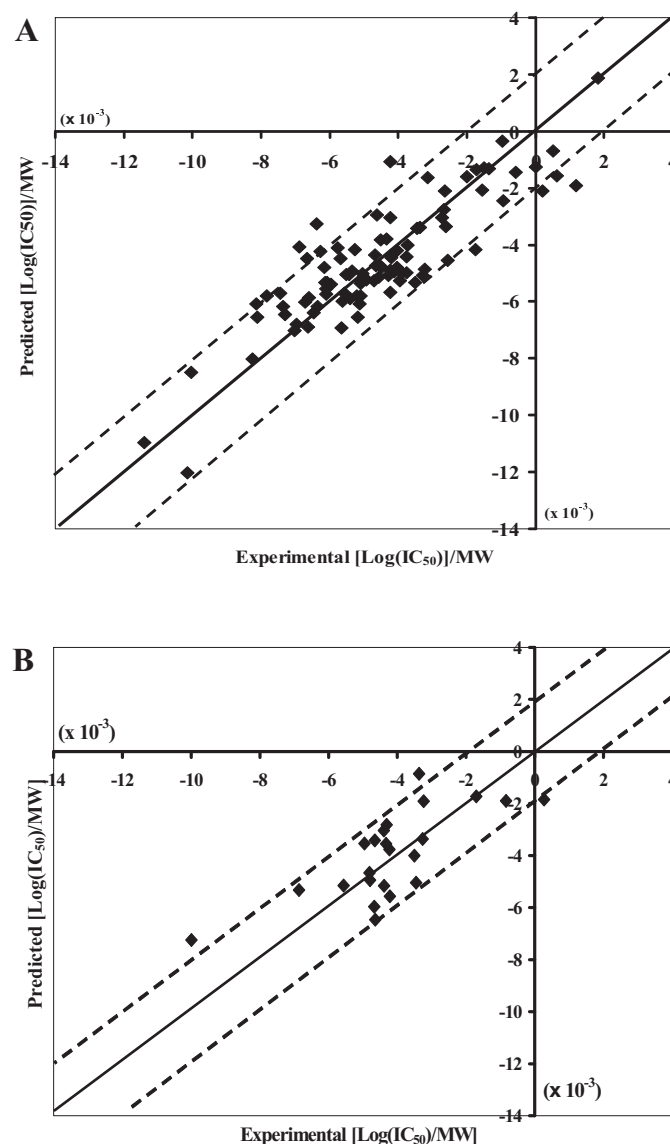 A
4
2
(x 10⁻³)
0
-14 -12 -10 -8 -6 -4 -2 0 2 4
-2
-4
-6
-8
-10
-12
(x 10⁻³)
-14
Predicted [Log(IC50)]/MW
Experimental [Log(IC₅₀)]/MW
B
4
2
(x 10⁻³)
0
-14 -12 -10 -8 -6 -4 -2 0 2 4
-2
-4
-6
-8
-10
-12
(x 10⁻³)
-14
Predicted [Log(IC₅₀)/MW]
Experimental [Log(IC₅₀)/MW]